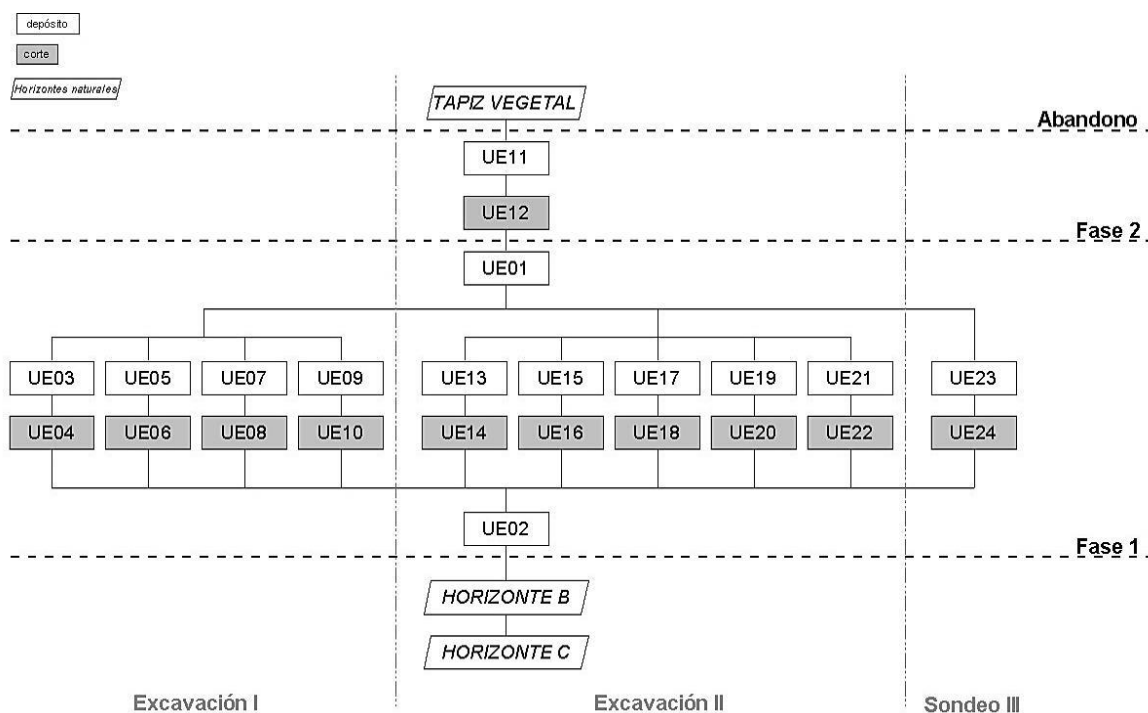 depósito
corte
Horizontes naturales
TAPIZ VEGETAL
Abandono
UE11
UE12
Fase 2
UE01
UE03 UE05 UE07 UE09 UE13 UE15 UE17 UE19 UE21 UE23
UE04 UE06 UE08 UE10 UE14 UE16 UE18 UE20 UE22 UE24
UE02
Fase 1
HORIZONTE B
HORIZONTE C
Excavación I Excavación II Sondeo III